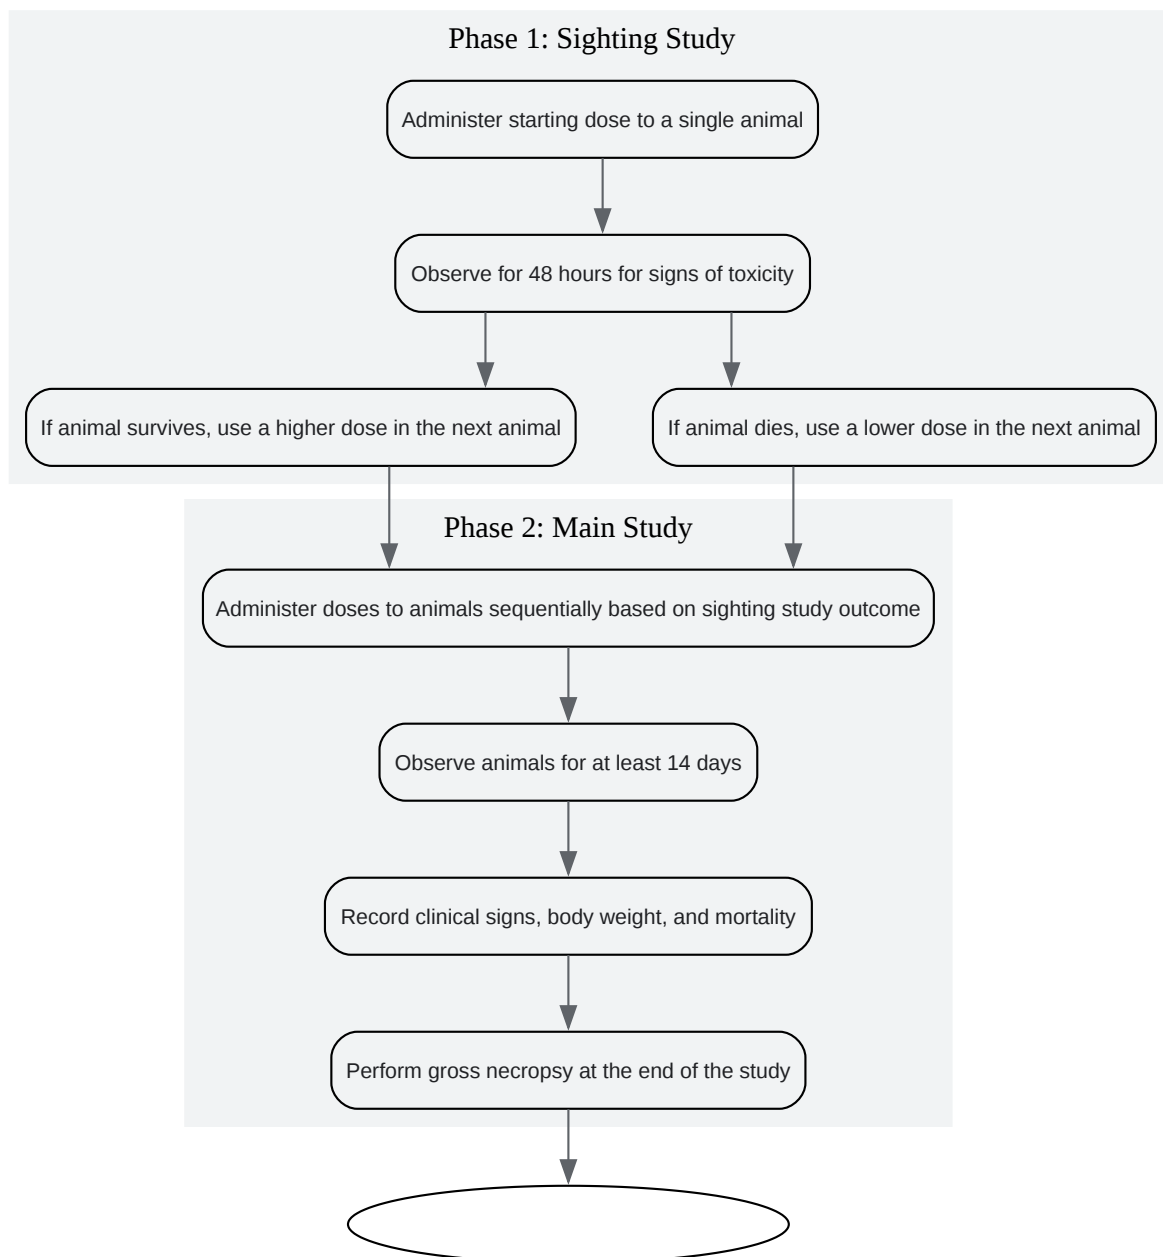 Phase 1: Sighting Study
Administer starting dose to a single animal
Observe for 48 hours for signs of toxicity
If animal survives, use a higher dose in the next animal
If animal dies, use a lower dose in the next animal
Phase 2: Main Study
Administer doses to animals sequentially based on sighting study outcome
Observe animals for at least 14 days
Record clinical signs, body weight, and mortality
Perform gross necropsy at the end of the study